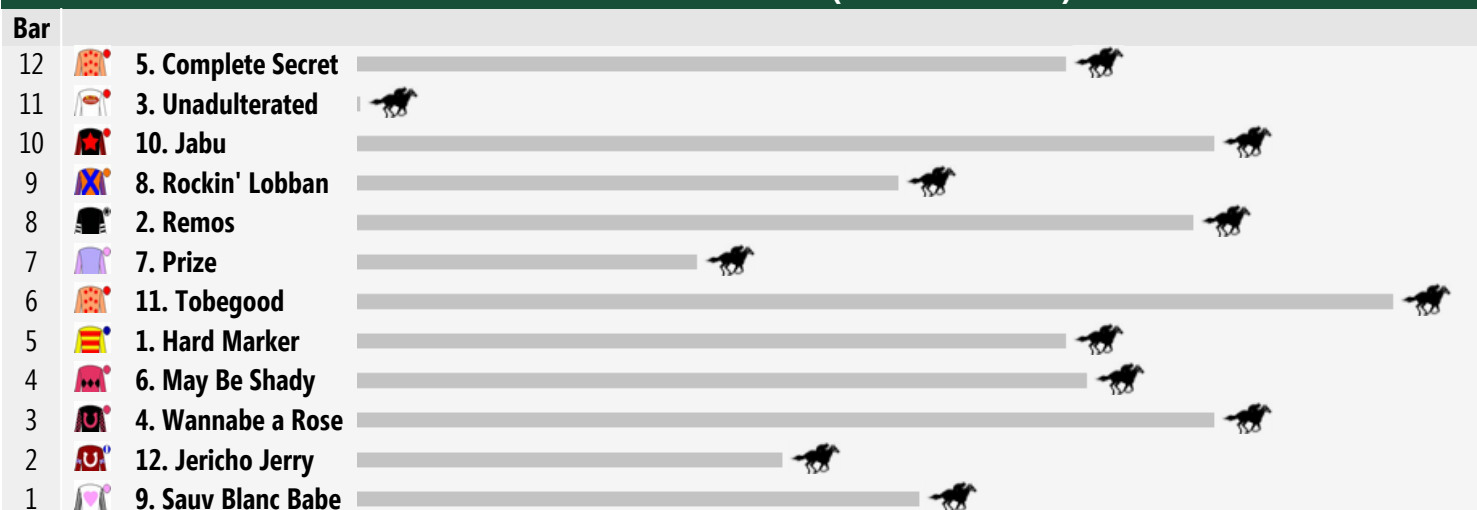 Bar
12 5. Complete Secret
11 3. Unadulterated
10 10. Jabu
9 8. Rockin' Lobban
8 2. Remos
7 7. Prize
6 11. Tobegood
5 1. Hard Marker
4 6. May Be Shady
3 4. Wannabe a Rose
2 12. Jericho Jerry
1 9. Sauv Blanc Babe